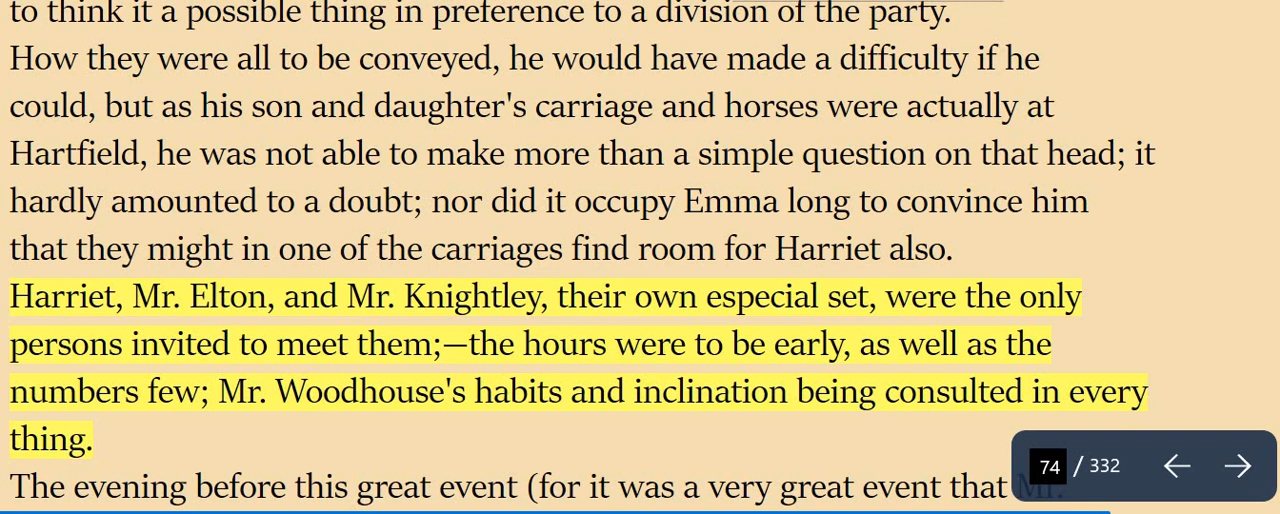 to think it a possible thing in preference to a division of the party.
How they were all to be conveyed, he would have made a difficulty if he
could, but as his son and daughter's carriage and horses were actually at
Hartfield, he was not able to make more than a simple question on that head; it
hardly amounted to a doubt; nor did it occupy Emma long to convince him
that they might in one of the carriages find room for Harriet also.
Harriet, Mr. Elton, and Mr. Knightley, their own especial set, were the only
persons invited to meet them;—the hours were to be early, as well as the
numbers few; Mr. Woodhouse's habits and inclination being consulted in every
thing.
The evening before this great event (for it was a very great event that Mr.
74 / 332